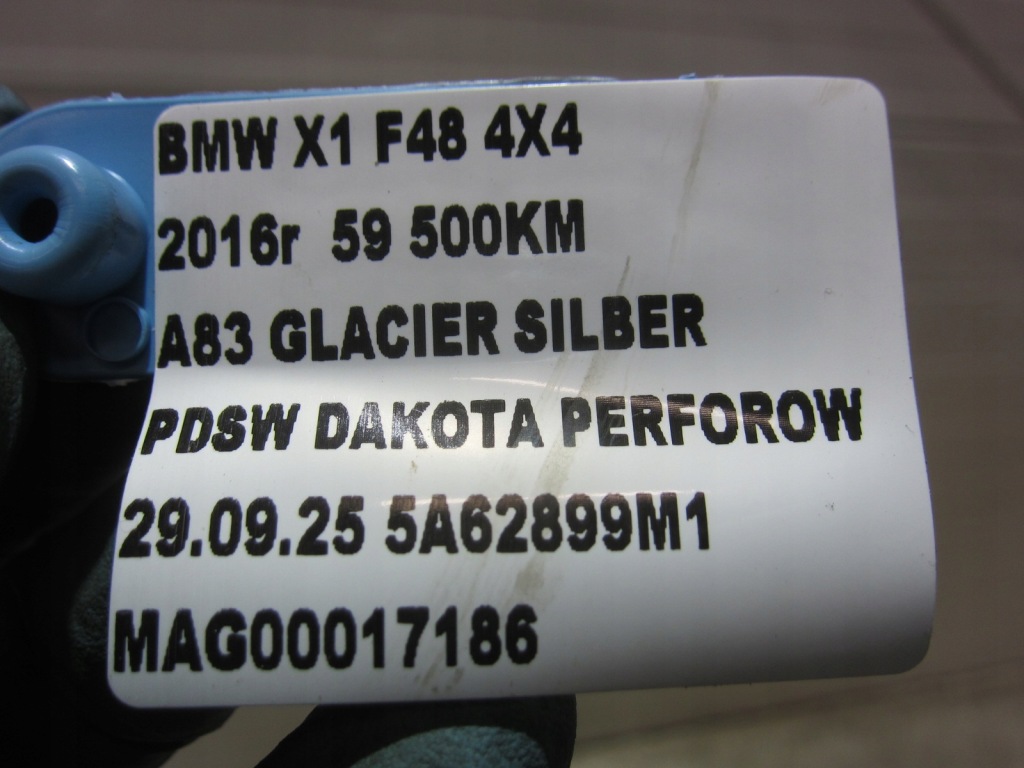 BMW X1 F48 4X4
2016r 59 500KM
A83 GLACIER SILBER
PDSW DAKOTA PERFOROW
29.09.25 5A62899M1
MAG00017186